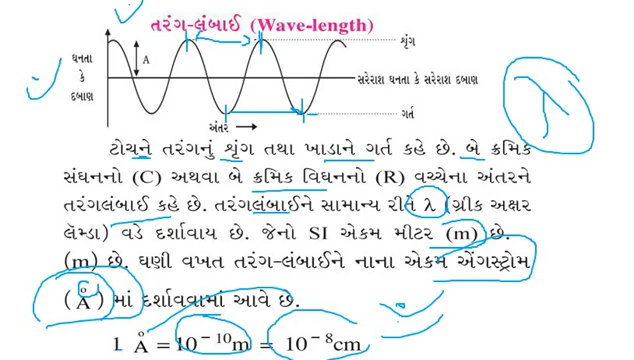 તરંગ-લંબાઈ (Wave-length)
ઘનતા
કે
દબાણ
A
શૃંગ
સરેરાશ ઘનતા કે સરેરાશ દબાણ
ગર્ત
અંતર
ટોચને તરંગનું શૃંગ તથા ખાડાને ગર્ત કહે છે. બે ક્રમિક
સંઘનનો (C) અથવા બે ક્રમિક વિઘનનો (R) વચ્ચેના અંતરને
તરંગલંબાઈ કહે છે. તરંગલંબાઈને સામાન્ય રીતે λ (ગ્રીક અક્ષર
લૅમ્ડા) વડે દર્શાવાય છે. જેનો SI એકમ મીટર (m) છે.
(m) છે. ઘણી વખત તરંગ-લંબાઈને નાના એકમ એંગસ્ટ્રોમ
(Å) માં દર્શાવવામાં આવે છે.
1 Å = 10⁻¹⁰m = 10⁻⁸cm
λ